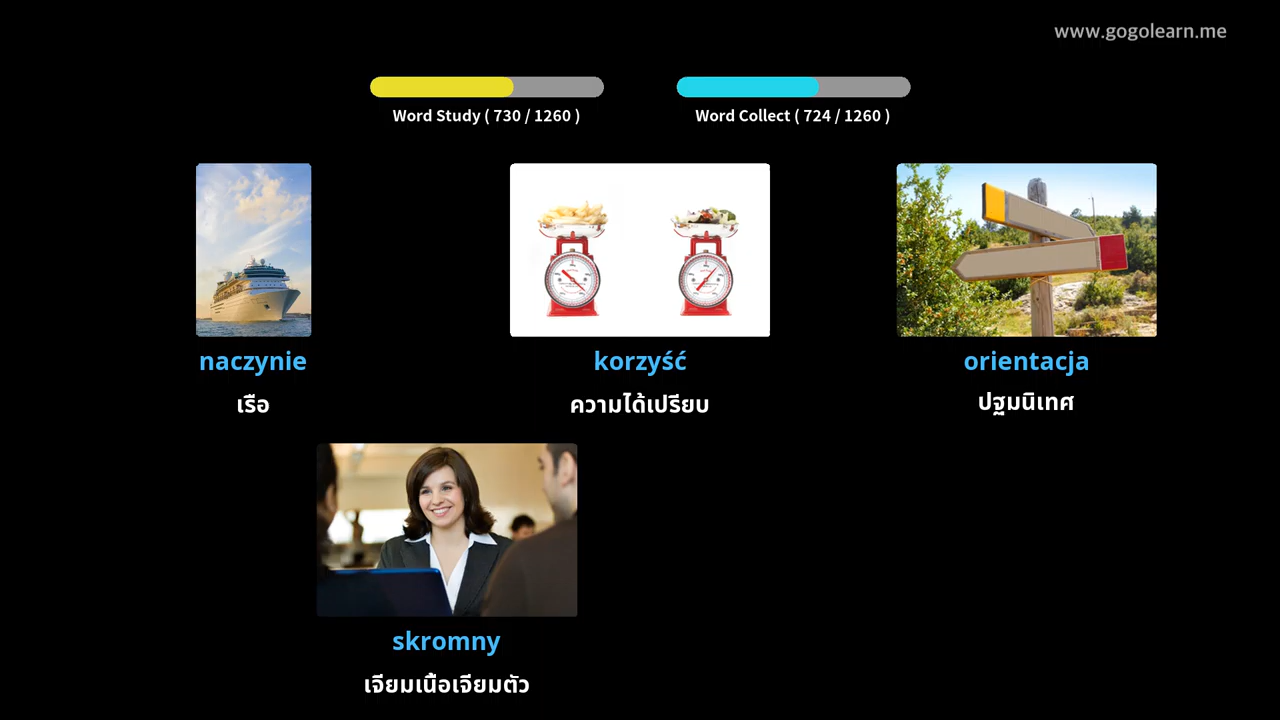 www.gogolearn.me
Word Study ( 730 / 1260 )
Word Collect ( 724 / 1260 )
naczynie
เรือ
korzyść
ความได้เปรียบ
orientacja
ปฐมนิเทศ
skromny
เจียมเนื้อเจียมตัว